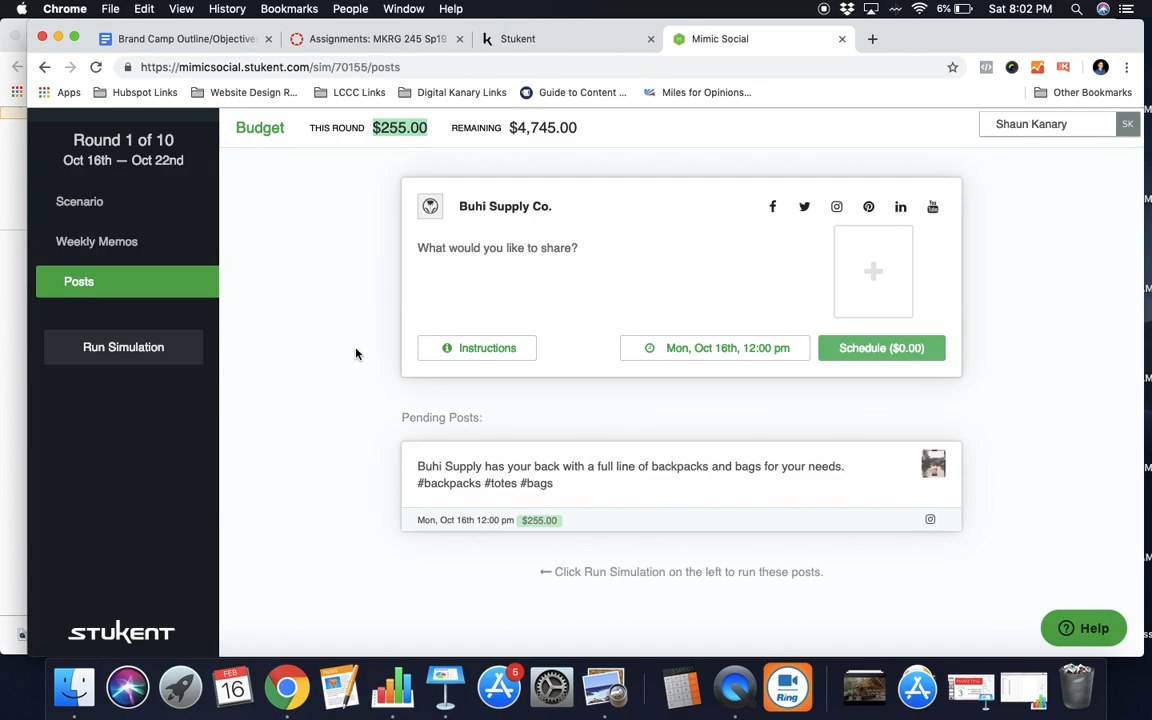 Chrome File Edit View History Bookmarks People Window Help 6% Sat 8:02 PM
Brand Camp Outline/Objective Assignments: MKRG 245 Sp19 Stukent Mimic Social
https://mimicsocial.stukent.com/sim/70155/posts
Apps Hubspot Links Website Design R... LCCC Links Digital Kanary Links Guide to Content ... Miles for Opinions... Other Bookmarks
Round 1 of 10
Oct 16th — Oct 22nd
Scenario
Weekly Memos
Posts
Run Simulation
STUKENT
Budget THIS ROUND $255.00 REMAINING $4,745.00
Shaun Kanary SK
Buhi Supply Co.
What would you like to share?
Instructions Mon, Oct 16th, 12:00 pm Schedule ($0.00)
Pending Posts:
Buhi Supply has your back with a full line of backpacks and bags for your needs.
#backpacks #totes #bags
Mon, Oct 16th 12:00 pm $255.00
Click Run Simulation on the left to run these posts.
Help
FEB
16
5
Ring